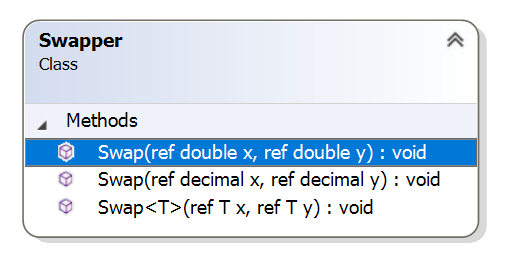 Swapper
Class
Methods
Swap(ref double x, ref double y) : void
Swap(ref decimal x, ref decimal y) : void
Swap<T>(ref T x, ref T y) : void